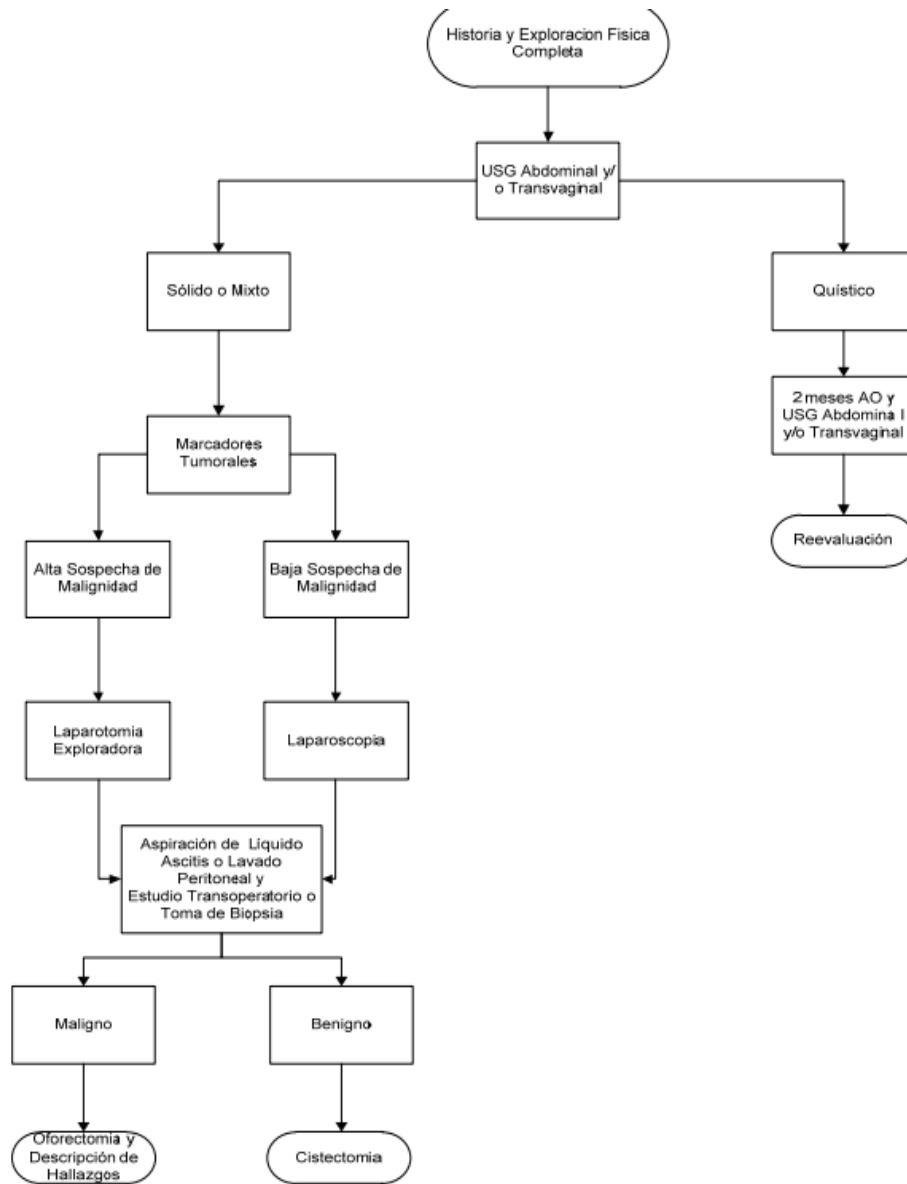 Historia y Exploracion Fisica
Completa
USG Abdominal y/
o Transvaginal
Sólido o Mixto
Quístico
2 meses AO y
USG Abdominal
y/o Transvaginal
Marcadores
Tumorales
Reevaluación
Alta Sospecha de
Malignidad
Baja Sospecha de
Malignidad
Laparotomia
Exploradora
Laparoscopia
Aspiración de Líquido
Ascitis o Lavado
Peritoneal y
Estudio Transoperatorio o
Toma de Biopsia
Maligno
Benigno
Oforectomia y
Descripción de
Hallazgos
Cistectomia